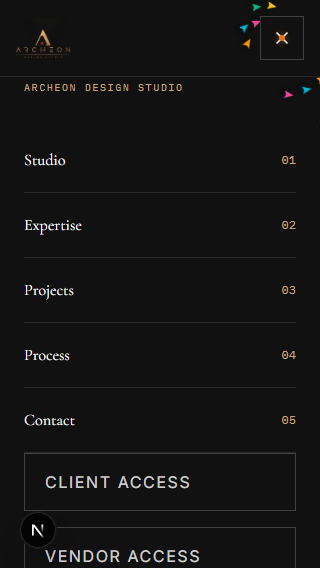 ARCHEON
ARCHEON DESIGN STUDIO
Studio 01
Expertise 02
Projects 03
Process 04
Contact 05
CLIENT ACCESS
N
VENDOR ACCESS